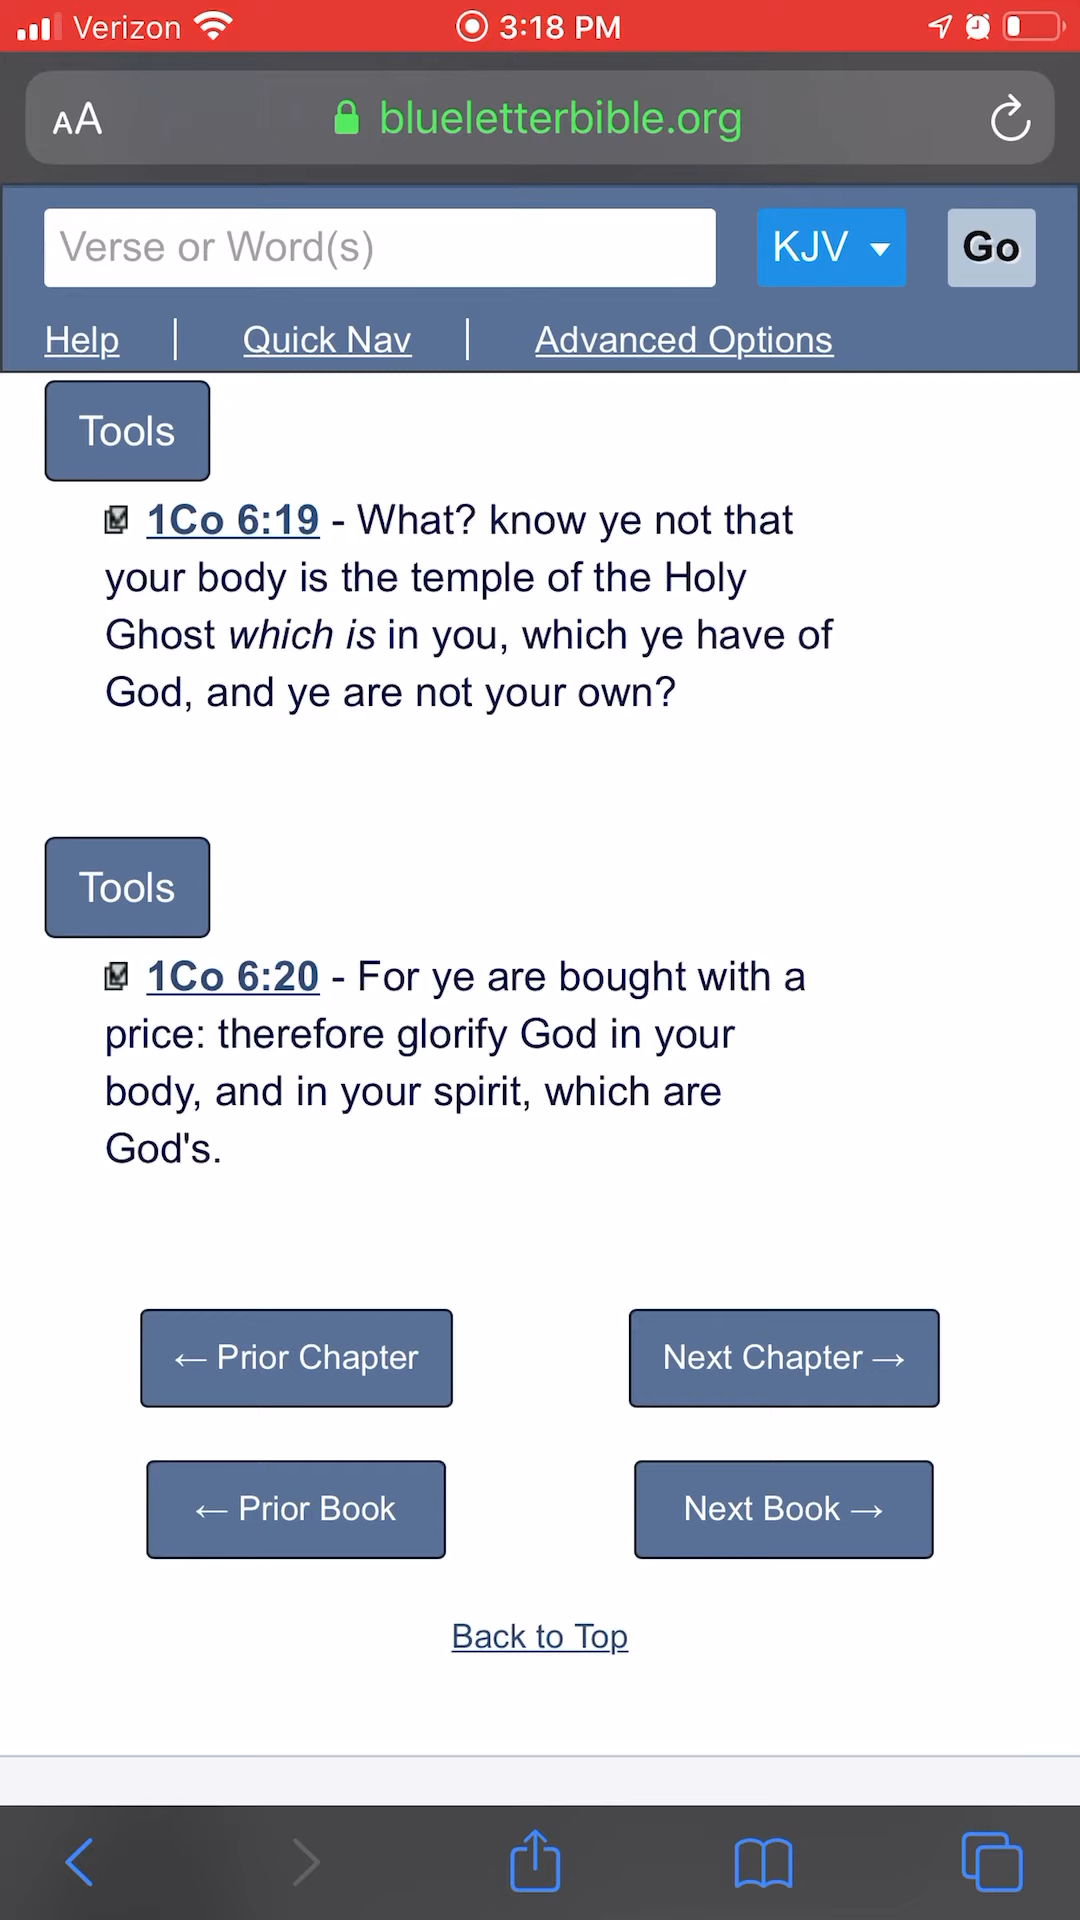 Verizon 3:18 PM
AA blueletterbible.org
Verse or Word(s) KJV Go
Help | Quick Nav | Advanced Options
Tools
1Co 6:19 - What? know ye not that
your body is the temple of the Holy
Ghost which is in you, which ye have of
God, and ye are not your own?
Tools
1Co 6:20 - For ye are bought with a
price: therefore glorify God in your
body, and in your spirit, which are
God's.
← Prior Chapter Next Chapter →
← Prior Book Next Book →
Back to Top